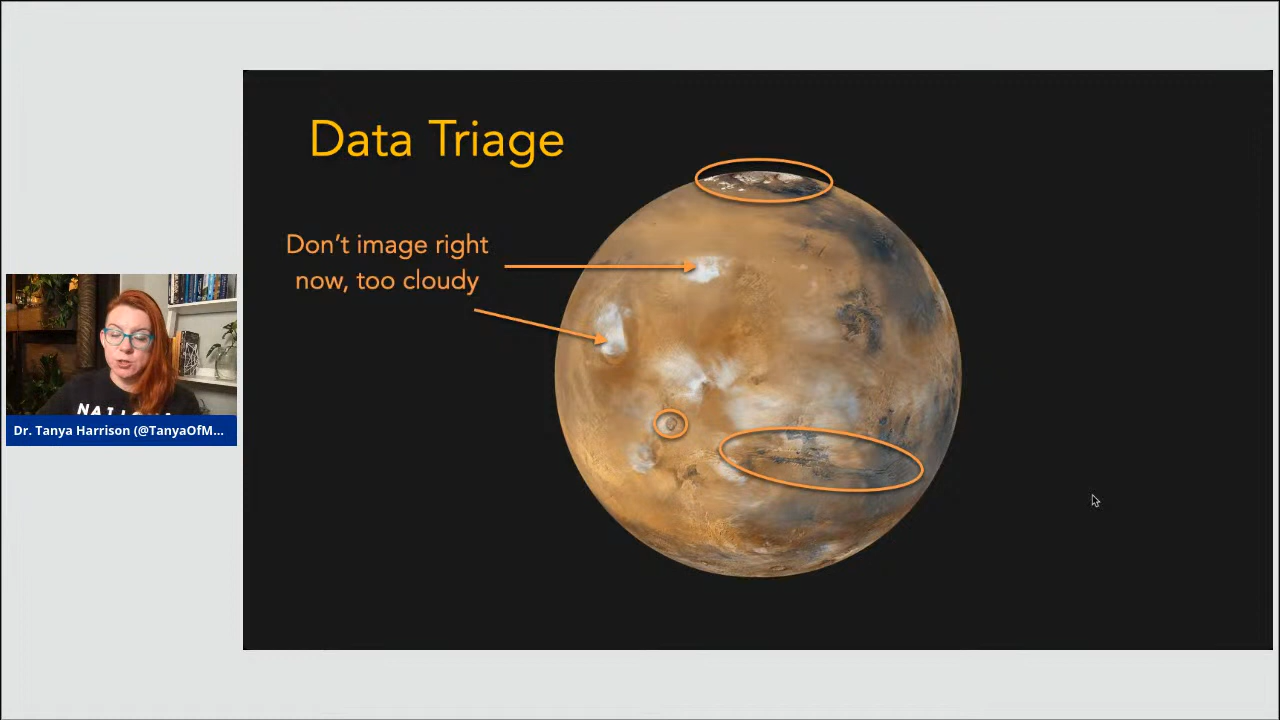 Data Triage
Don't image right
now, too cloudy
Dr. Tanya Harrison (@TanyaOfM...